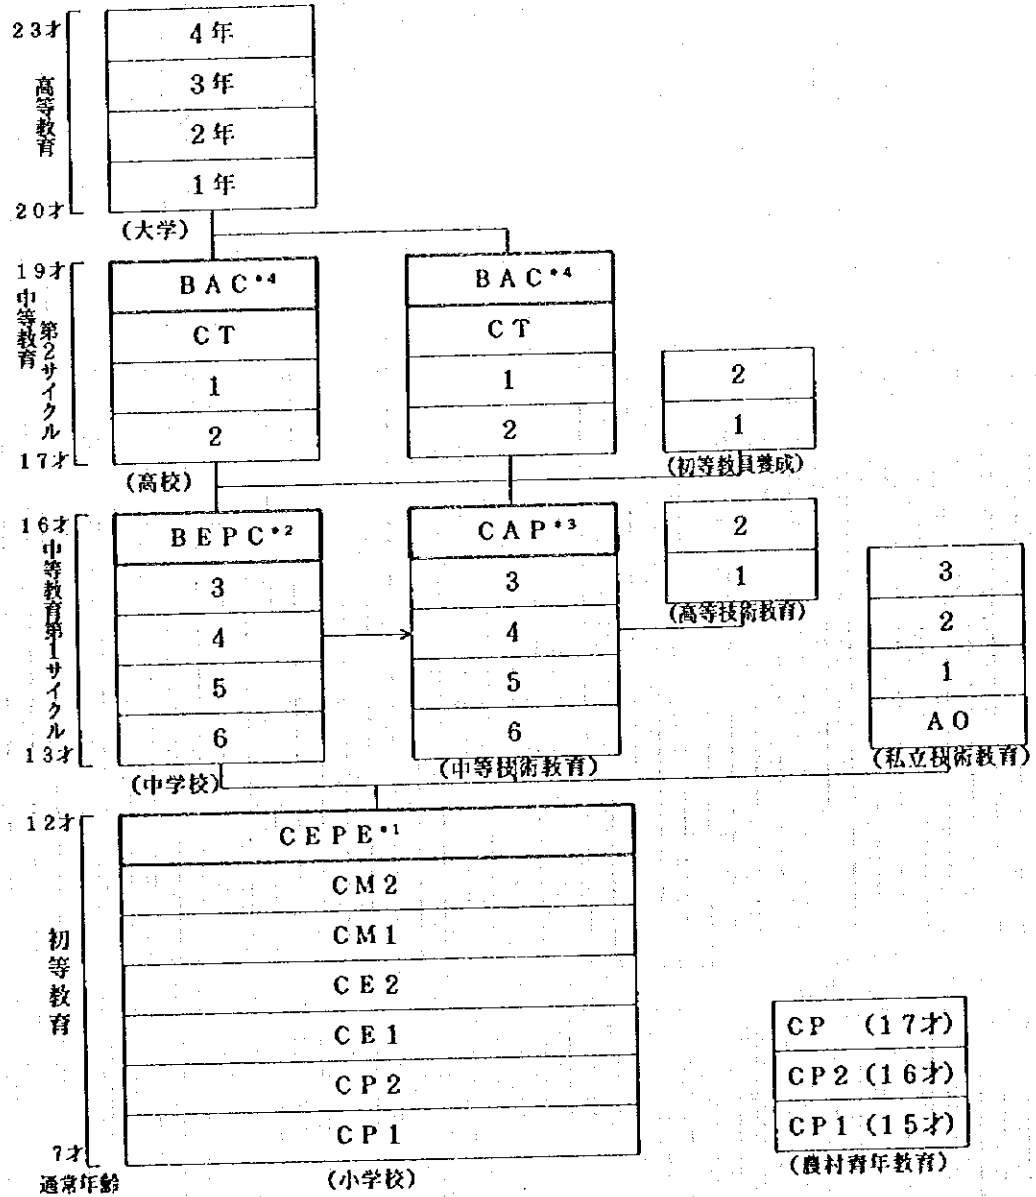 23才
4年
3年
2年
1年
高等教育
20才
(大学)
19才
BAC*4
BAC*4
CT
CT
1
1
2
2
中等教育
第2サイクル
17才
(高校)
2
1
(初等教員養成)
16才
BEPC*2
CAP*3
3
3
4
4
5
5
6
6
中等教育第1サイクル
13才
(中学校)
(中等技術教育)
2
1
(高等技術教育)
3
2
1
AO
(私立技術教育)
12才
CEPE*1
CM2
CM1
CE2
CE1
CP2
CP1
初等教育
7才
通常年齢
(小学校)
CP (17才)
CP2 (16才)
CP1 (15才)
(農村青年教育)